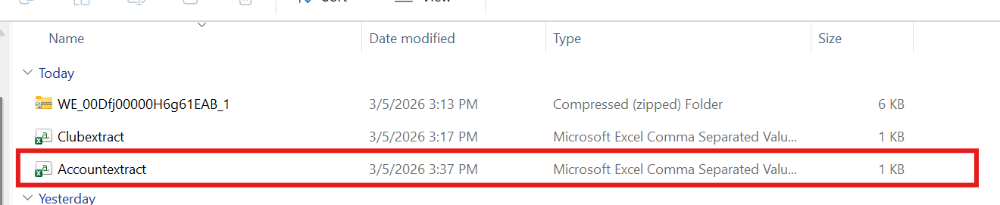 Name Date modified Type Size
Today
WE_00Dfj00000H6g61EAB_1 3/5/2026 3:13 PM Compressed (zipped) Folder 6 KB
Clubextract 3/5/2026 3:17 PM Microsoft Excel Comma Separated Valu... 1 KB
Accountextract 3/5/2026 3:37 PM Microsoft Excel Comma Separated Valu... 1 KB
Yesterday